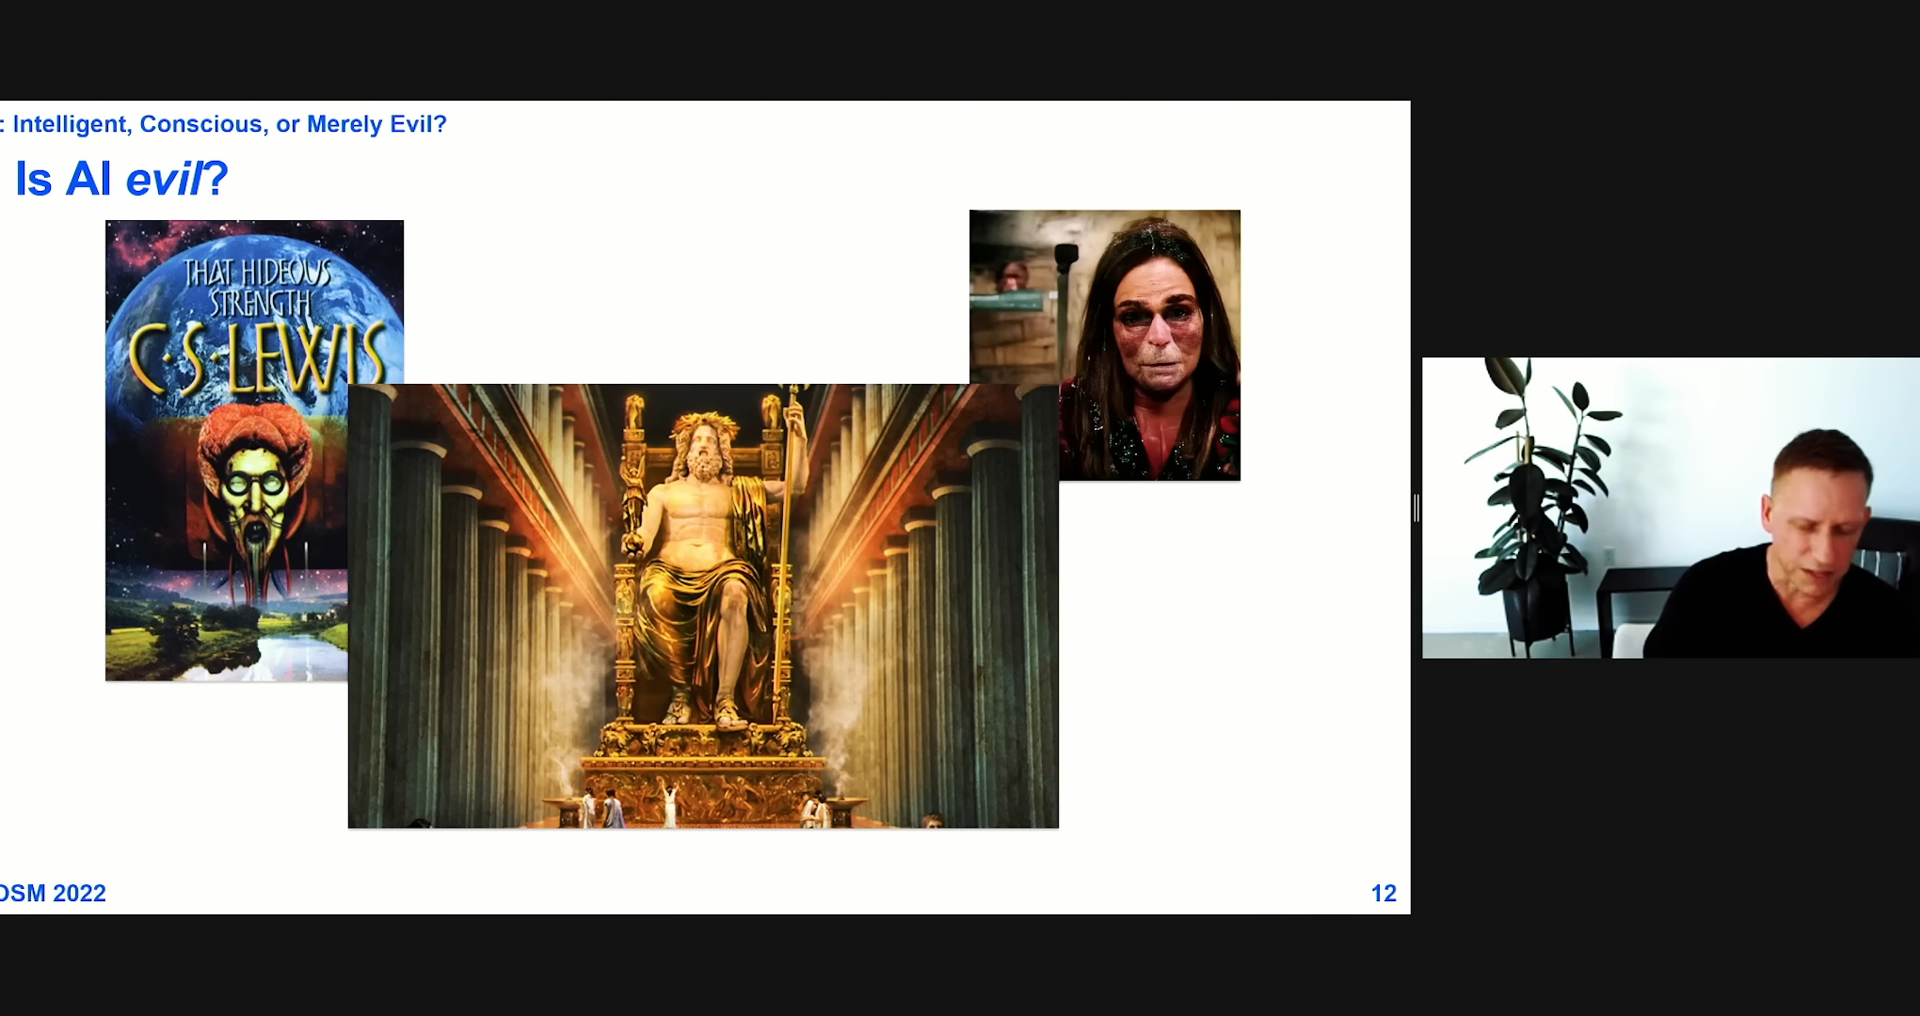 : Intelligent, Conscious, or Merely Evil?
Is AI evil?
THAT HIDEOUS
STRENGTH
C·S·LEWIS
OSM 2022
12